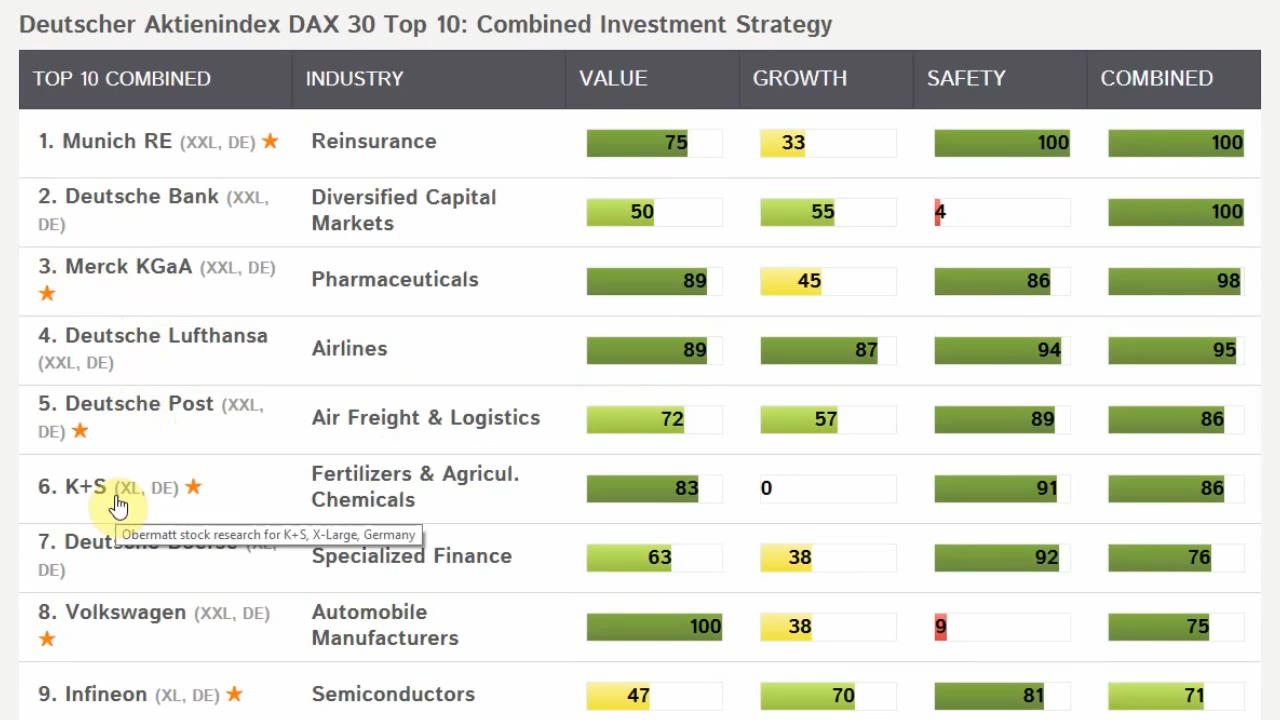 Deutscher Aktienindex DAX 30 Top 10: Combined Investment Strategy
TOP 10 COMBINED INDUSTRY VALUE GROWTH SAFETY COMBINED
1. Munich RE (XXL, DE) Reinsurance 75 33 100 100
2. Deutsche Bank (XXL,
DE)
Diversified Capital
Markets
50 55 4 100
3. Merck KGaA (XXL, DE) Pharmaceuticals 89 45 86 98
4. Deutsche Lufthansa
(XXL, DE)
Airlines 89 87 94 95
5. Deutsche Post (XXL,
DE)
Air Freight & Logistics 72 57 89 86
6. K+S (XL, DE)
Fertilizers & Agricul.
Chemicals
83 0 91 86
Obermatt stock research for K+S, X-Large, Germany
7. Deutsche Boerse (XL,
DE)
Specialized Finance 63 38 92 76
8. Volkswagen (XXL, DE)
Automobile
Manufacturers
100 38 9 75
9. Infineon (XL, DE) Semiconductors 47 70 81 71